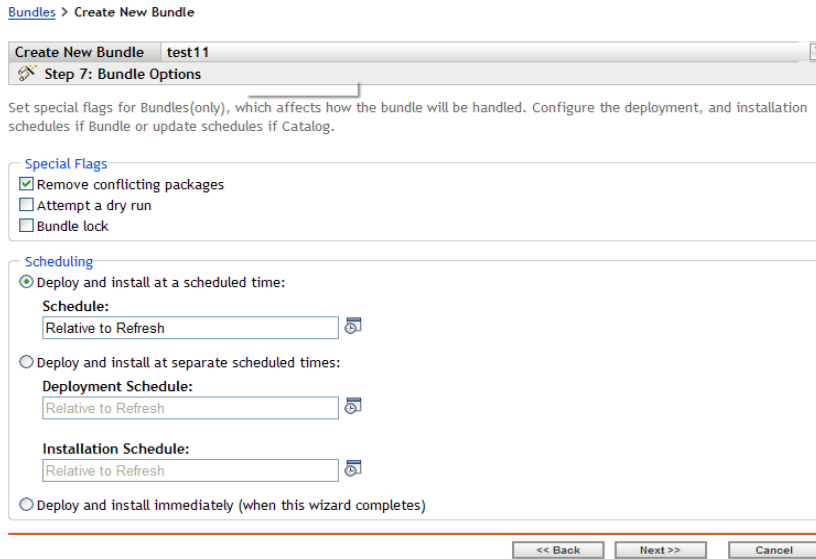 Bundles > Create New Bundle
Create New Bundle test11
Step 7: Bundle Options
Set special flags for Bundles(only), which affects how the bundle will be handled. Configure the deployment, and installation
schedules if Bundle or update schedules if Catalog.
Special Flags
Remove conflicting packages
Attempt a dry run
Bundle lock
Scheduling
Deploy and install at a scheduled time:
Schedule:
Relative to Refresh
Deploy and install at separate scheduled times:
Deployment Schedule:
Relative to Refresh
Installation Schedule:
Relative to Refresh
Deploy and install immediately (when this wizard completes)
<< Back Next >> Cancel